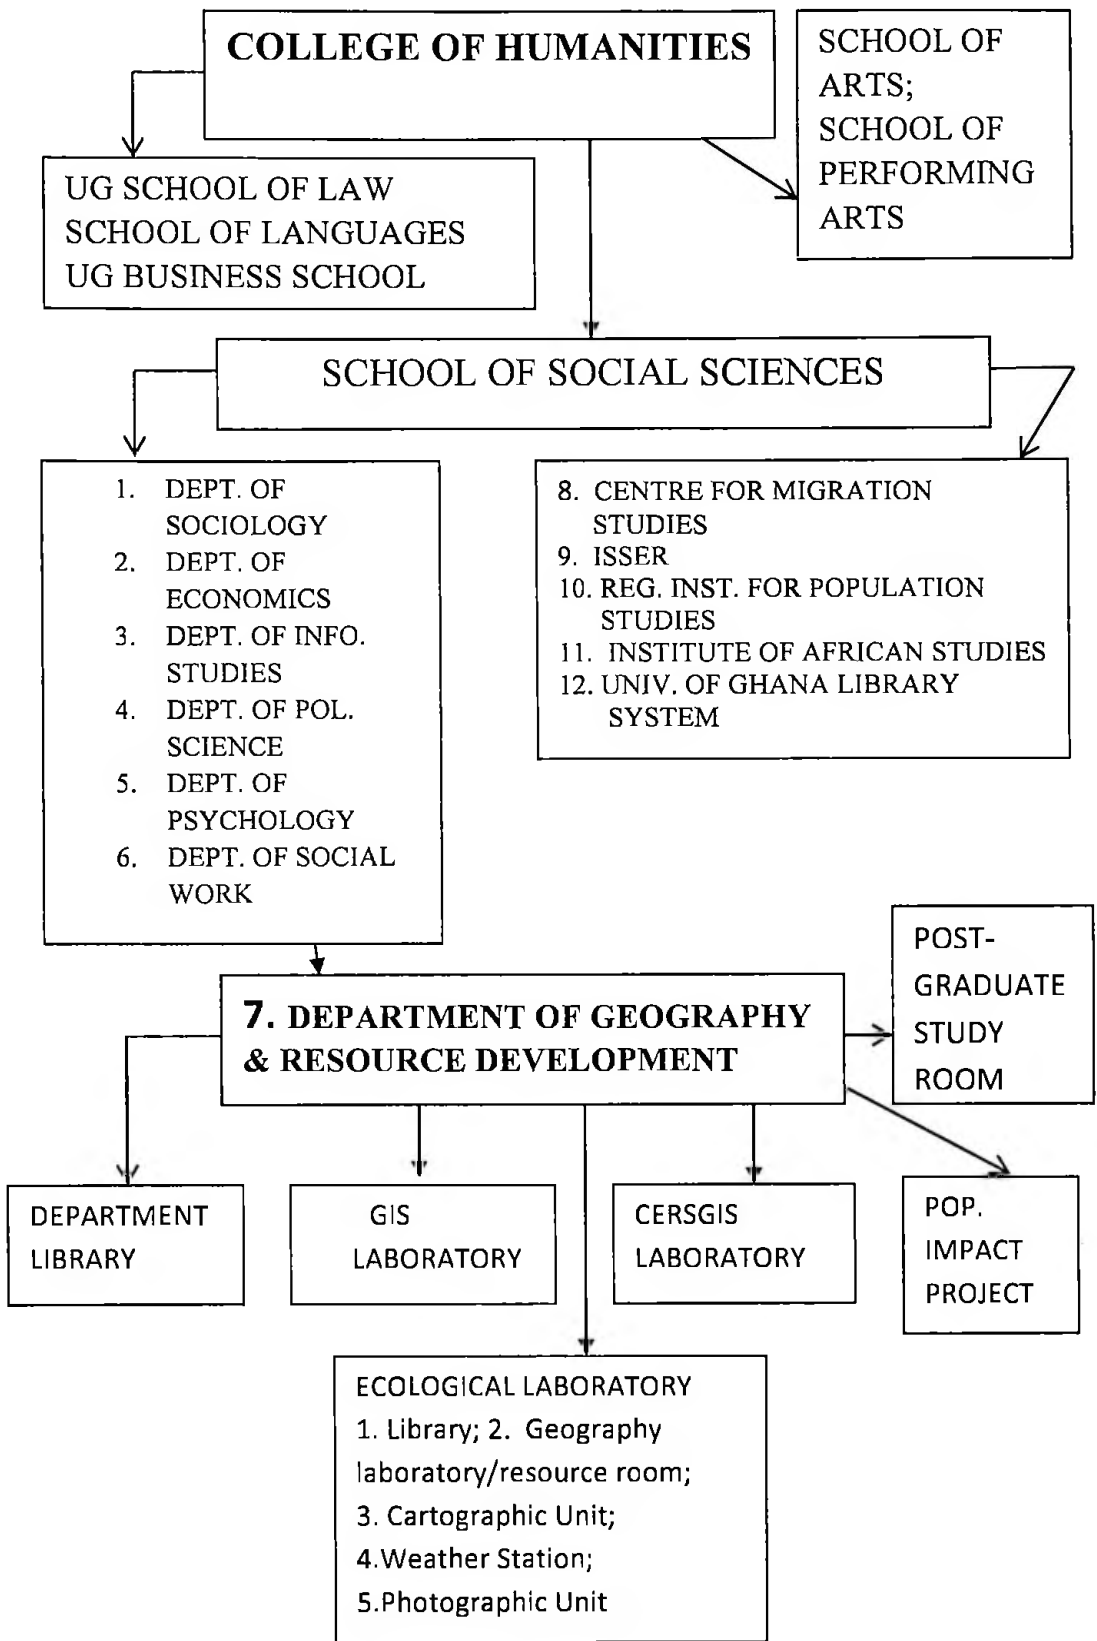 COLLEGE OF HUMANITIES
SCHOOL OF
ARTS;
SCHOOL OF
PERFORMING
ARTS
UG SCHOOL OF LAW
SCHOOL OF LANGUAGES
UG BUSINESS SCHOOL
SCHOOL OF SOCIAL SCIENCES
1. DEPT. OF
SOCIOLOGY
2. DEPT. OF
ECONOMICS
3. DEPT. OF INFO.
STUDIES
4. DEPT. OF POL.
SCIENCE
5. DEPT. OF
PSYCHOLOGY
6. DEPT. OF SOCIAL
WORK
8. CENTRE FOR MIGRATION
STUDIES
9. ISSER
10. REG. INST. FOR POPULATION
STUDIES
11. INSTITUTE OF AFRICAN STUDIES
12. UNIV. OF GHANA LIBRARY
SYSTEM
7. DEPARTMENT OF GEOGRAPHY
& RESOURCE DEVELOPMENT
POST-
GRADUATE
STUDY
ROOM
DEPARTMENT
LIBRARY
GIS
LABORATORY
CERSGIS
LABORATORY
POP.
IMPACT
PROJECT
ECOLOGICAL LABORATORY
1. Library; 2. Geography
laboratory/resource room;
3. Cartographic Unit;
4.Weather Station;
5.Photographic Unit